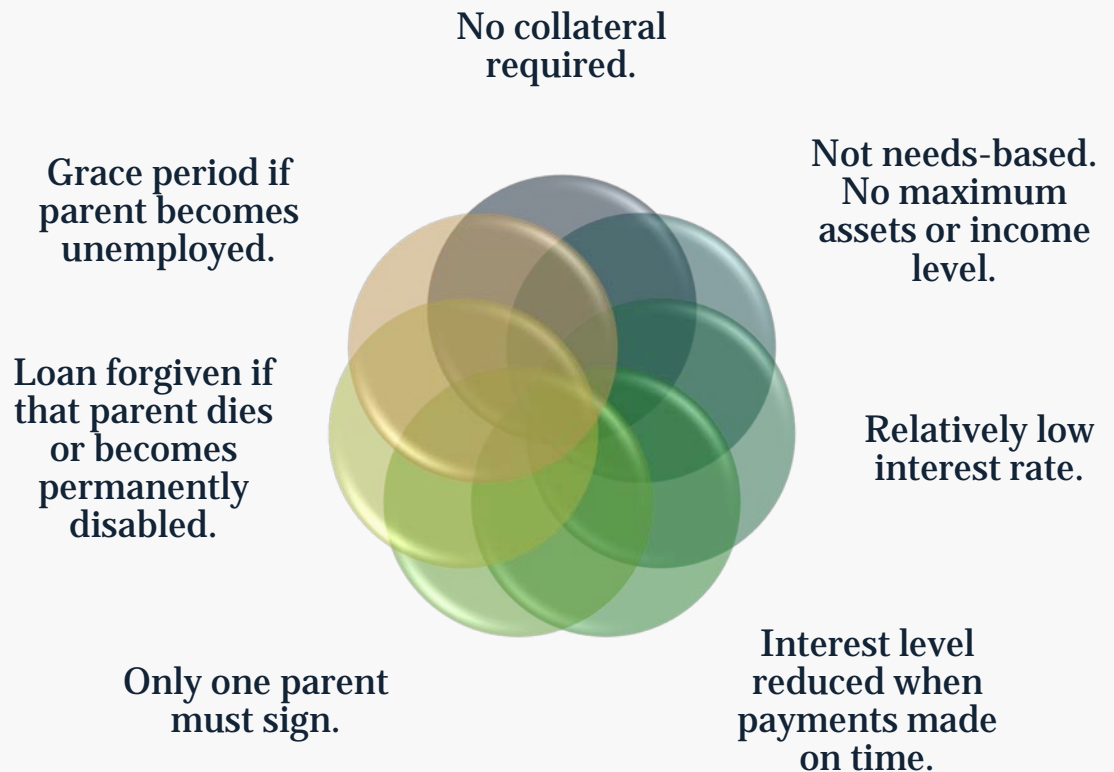 No collateral
required.
Not needs-based.
No maximum
assets or income
level.
Relatively low
interest rate.
Interest level
reduced when
payments made
on time.
Only one parent
must sign.
Loan forgiven if
that parent dies
or becomes
permanently
disabled.
Grace period if
parent becomes
unemployed.